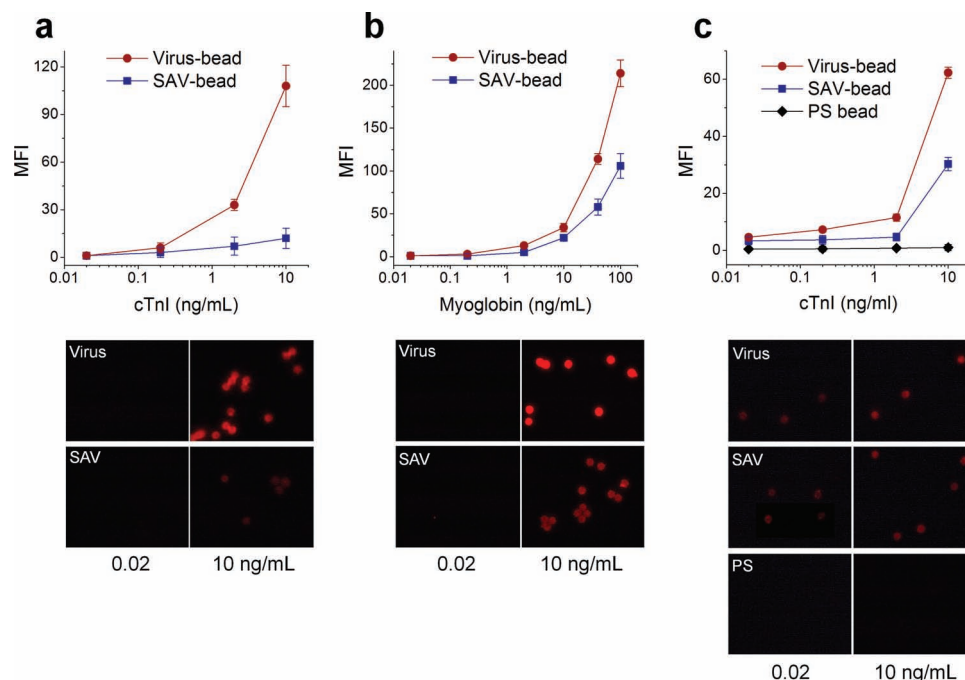 a
Virus-bead
SAV-bead
120
90
60
30
0
MFI
0.01 0.1 1 10
cTnI (ng/mL)
Virus
SAV
0.02 10 ng/mL
b
Virus-bead
SAV-bead
200
150
100
50
0
MFI
0.01 0.1 1 10 100
Myoglobin (ng/mL)
Virus
SAV
0.02 10 ng/mL
c
Virus-bead
SAV-bead
PS bead
60
40
20
0
MFI
0.01 0.1 1 10
cTnI (ng/ml)
Virus
SAV
PS
0.02 10 ng/mL